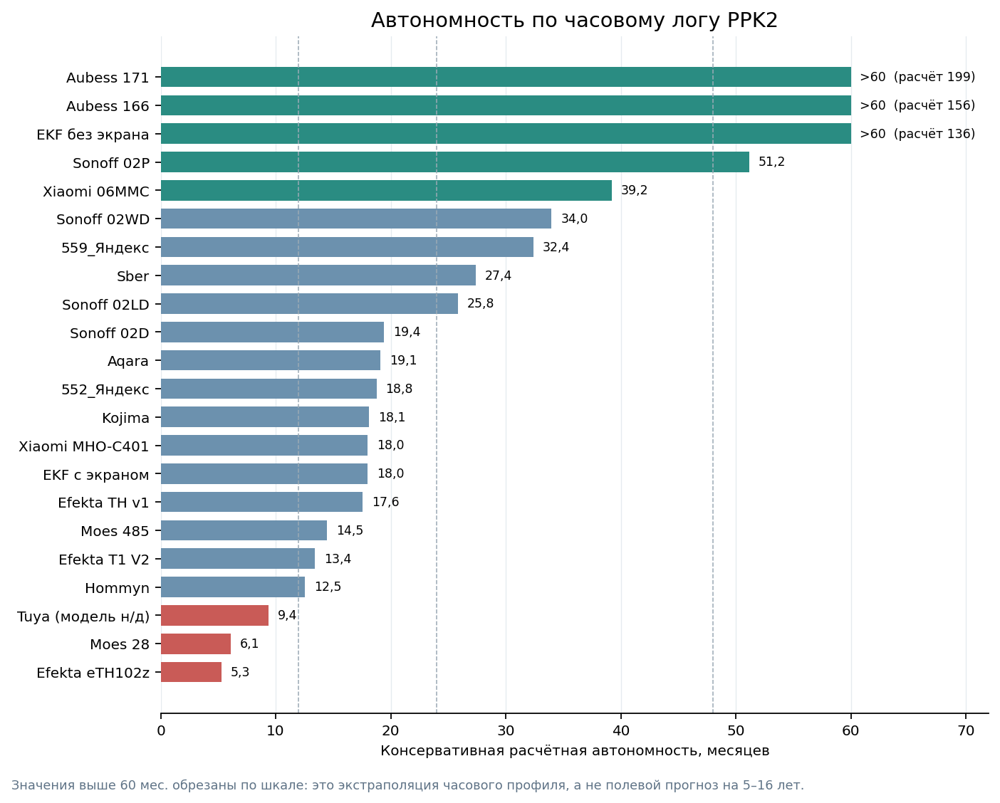 Автономность по часовому логу PPK2
Aubess 171 >60 (расчёт 199)
Aubess 166 >60 (расчёт 156)
EKF без экрана >60 (расчёт 136)
Sonoff 02P 51,2
Xiaomi 06MMC 39,2
Sonoff 02WD 34,0
559_Яндекс 32,4
Sber 27,4
Sonoff 02LD 25,8
Sonoff 02D 19,4
Aqara 19,1
552_Яндекс 18,8
Kojima 18,1
Xiaomi MHO-C401 18,0
EKF с экраном 18,0
Efekta TH v1 17,6
Moes 485 14,5
Efekta T1 V2 13,4
Hommyn 12,5
Tuya (модель н/д) 9,4
Moes 28 6,1
Efekta eTH102z 5,3
0 10 20 30 40 50 60 70
Консервативная расчётная автономность, месяцев
Значения выше 60 мес. обрезаны по шкале: это экстраполяция часового профиля, а не полевой прогноз на 5–16 лет.